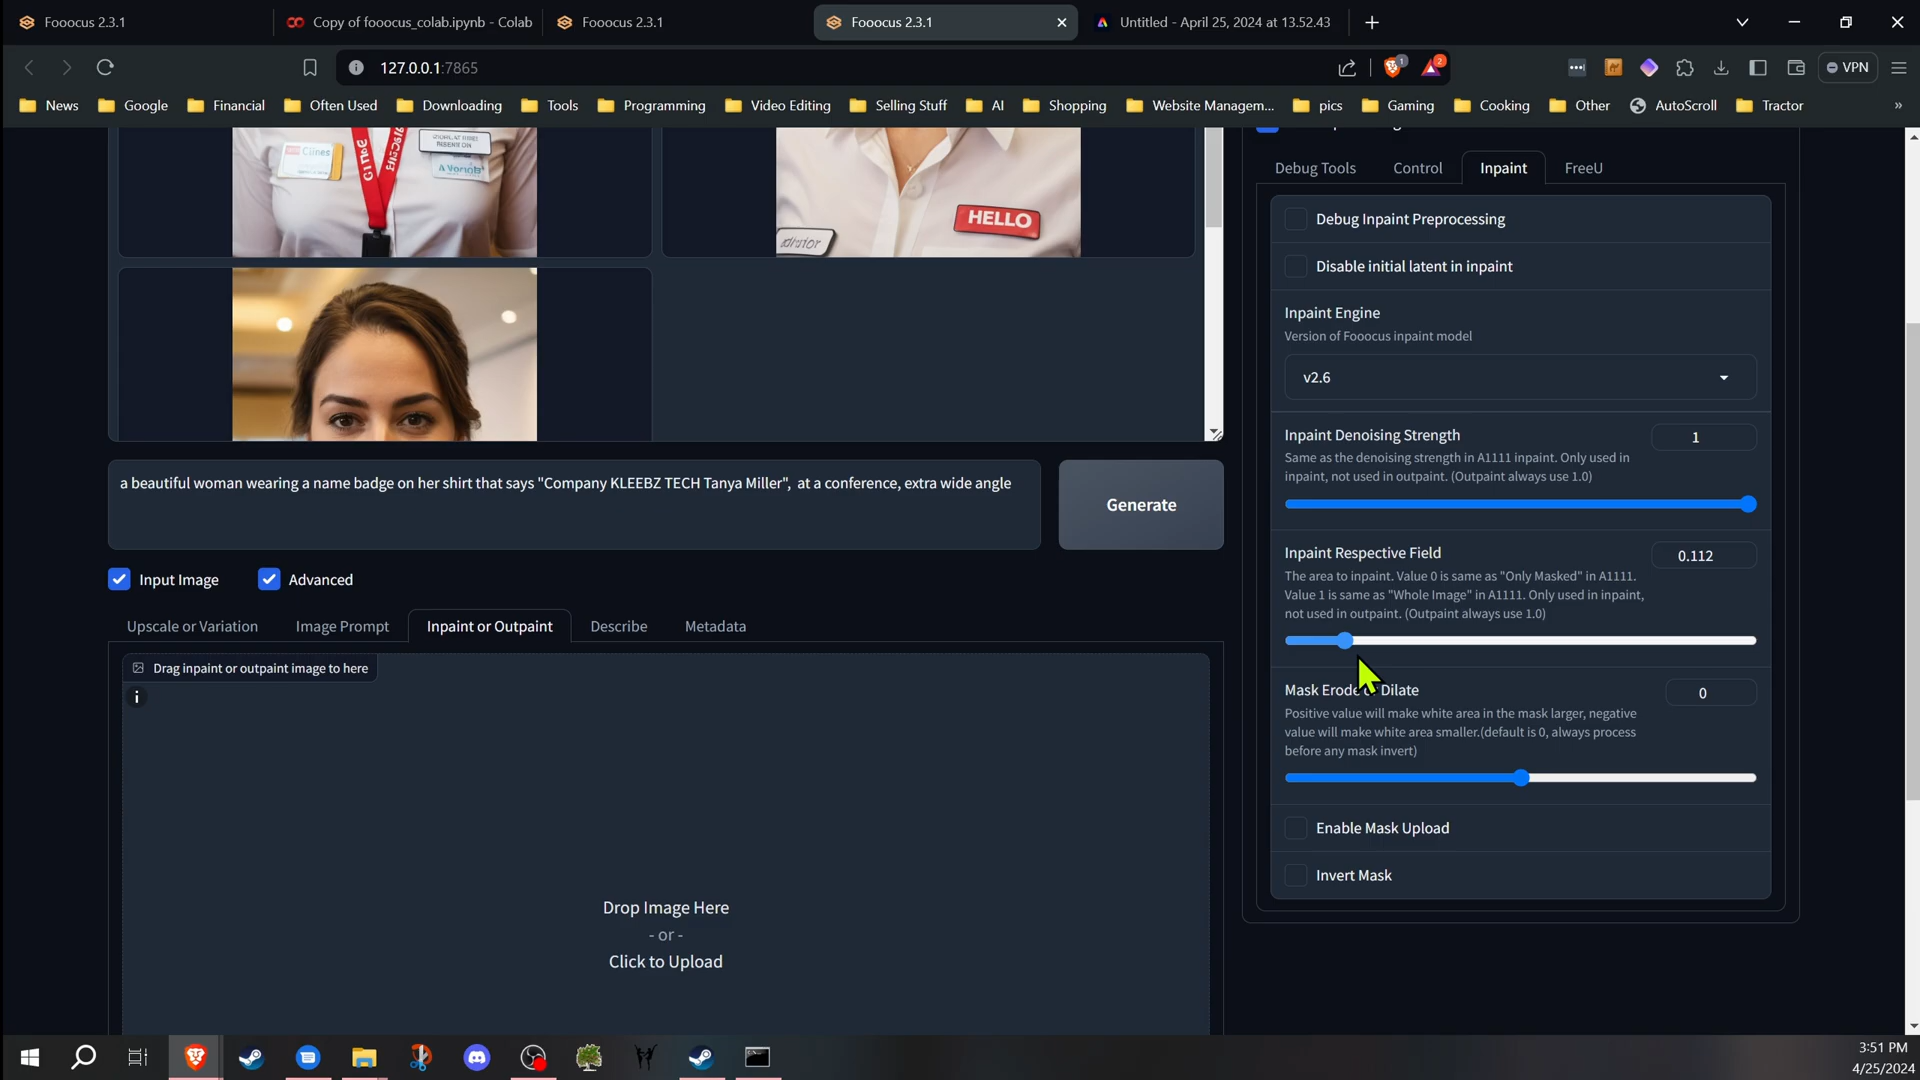 Fooocus 2.3.1
Copy of fooocus_colab.ipynb - Colab
Fooocus 2.3.1
Fooocus 2.3.1
Untitled - April 25, 2024 at 13.52.43
127.0.0.1:7865
1
2
VPN
News
Google
Financial
Often Used
Downloading
Tools
Programming
Video Editing
Selling Stuff
AI
Shopping
Website Managem...
pics
Gaming
Cooking
Other
AutoScroll
Tractor
»
Clines
HELLO
Debug Tools
Control
Inpaint
FreeU
Debug Inpaint Preprocessing
Disable initial latent in inpaint
Inpaint Engine
Version of Fooocus inpaint model
v2.6
Inpaint Denoising Strength
1
Same as the denoising strength in A1111 inpaint. Only used in
inpaint, not used in outpaint. (Outpaint always use 1.0)
Inpaint Respective Field
0.112
The area to inpaint. Value 0 is same as "Only Masked" in A1111.
Value 1 is same as "Whole Image" in A1111. Only used in inpaint,
not used in outpaint. (Outpaint always use 1.0)
Mask Erode Dilate
0
Positive value will make white area in the mask larger, negative
value will make white area smaller.(default is 0, always process
before any mask invert)
Enable Mask Upload
Invert Mask
a beautiful woman wearing a name badge on her shirt that says "Company KLEEBZ TECH Tanya Miller", at a conference, extra wide angle
Generate
Input Image
Advanced
Upscale or Variation
Image Prompt
Inpaint or Outpaint
Describe
Metadata
Drag inpaint or outpaint image to here
i
Drop Image Here
- or -
Click to Upload
3:51 PM
4/25/2024